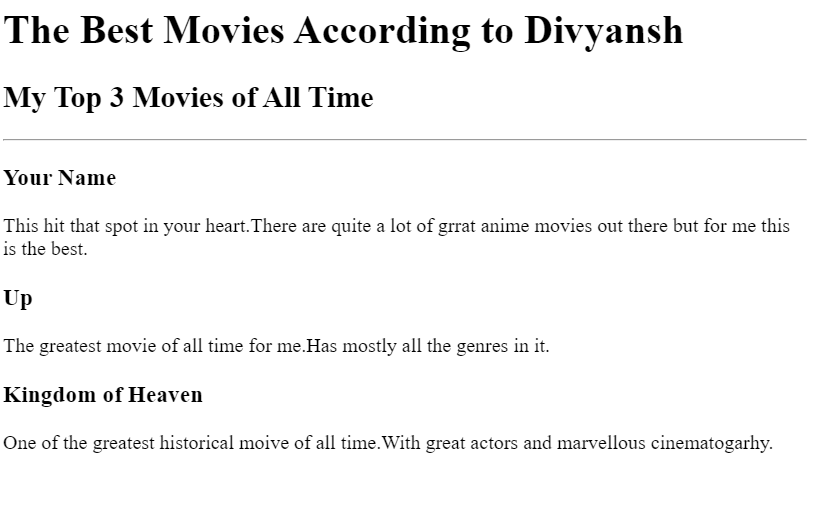 The Best Movies According to Divyansh
My Top 3 Movies of All Time
Your Name
This hit that spot in your heart.There are quite a lot of grrat anime movies out there but for me this
is the best.
Up
The greatest movie of all time for me.Has mostly all the genres in it.
Kingdom of Heaven
One of the greatest historical moive of all time.With great actors and marvellous cinematogarhy.